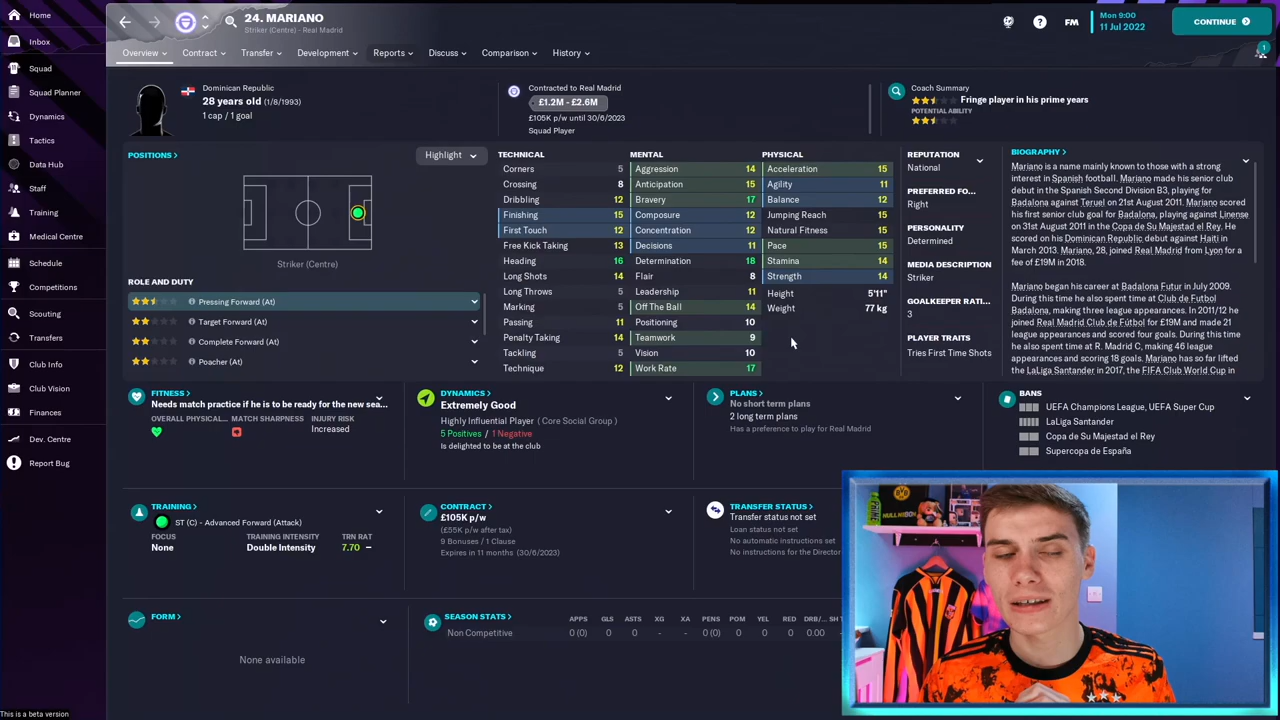 24. MARIANO
Striker (Centre) - Real Madrid
FM
Mon 9:00
11 Jul 2022
CONTINUE
Home
Inbox
Squad
Squad Planner
Dynamics
Tactics
Data Hub
Staff
Training
Medical Centre
Schedule
Competitions
Scouting
Club Info
Club Vision
Finances
Dev. Centre
Report Bug
This is a beta version
Overview
Contract
Transfer
Development
Reports
Discuss
Comparison
History
1
Dominican Republic
28 years old (1/8/1993)
1 cap / 1 goal
Contracted to Real Madrid
£1.2M - £2.6M
£105K p/w until 30/6/2023
Squad Player
Coach Summary
Fringe player in his prime years
POTENTIAL ABILITY
POSITIONS
Highlight
Striker (Centre)
ROLE AND DUTY
Pressing Forward (At)
Target Forward (At)
Complete Forward (At)
Poacher (At)
TECHNICAL
Corners 5
Crossing 8
Dribbling 12
Finishing 15
First Touch 12
Free Kick Taking 13
Heading 16
Long Shots 14
Long Throws 5
Marking 5
Passing 11
Penalty Taking 14
Tackling 5
Technique 12
MENTAL
Aggression 14
Anticipation 15
Bravery 17
Composure 12
Concentration 12
Decisions 11
Determination 18
Flair 8
Leadership 11
Off The Ball 14
Positioning 10
Teamwork 9
Vision 10
Work Rate 17
PHYSICAL
Acceleration 15
Agility 11
Balance 12
Jumping Reach 15
Natural Fitness 15
Pace 15
Stamina 14
Strength 14
Height 5'11"
Weight 77 kg
REPUTATION
National
PREFERRED FO...
Right
PERSONALITY
Determined
MEDIA DESCRIPTION
Striker
GOALKEEPER RATI...
3
PLAYER TRAITS
Tries First Time Shots
BIOGRAPHY
Mariano is a name mainly known to those with a strong
interest in Spanish football. Mariano made his senior club
debut in the Spanish Second Division B3, playing for
Badalona against Teruel on 21st August 2011. Mariano scored
his first senior club goal for Badalona, playing against Linense
on 31st August 2011 in the Copa de Su Majestad el Rey. He
scored on his Dominican Republic debut against Haiti in
March 2013. Mariano, 28, joined Real Madrid from Lyon for a
fee of £19M in 2018.
Mariano began his career at Badalona Futur in July 2009.
During this time he also spent time at Club de Futbol
Badalona, making three league appearances. In 2011/12 he
joined Real Madrid Club de Fútbol for £19M and made 21
league appearances and scored four goals. During this time
he also spent time at R. Madrid C, making 46 league
appearances and scoring 18 goals. Mariano has so far lifted
the LaLiga Santander in 2017, the FIFA Club World Cup in
FITNESS
Needs match practice if he is to be ready for the new sea...
OVERALL PHYSICAL... MATCH SHARPNESS INJURY RISK
Increased
DYNAMICS
Extremely Good
Highly Influential Player ( Core Social Group )
5 Positives / 1 Negative
Is delighted to be at the club
PLANS
No short term plans
2 long term plans
Has a preference to play for Real Madrid
BANS
UEFA Champions League, UEFA Super Cup
LaLiga Santander
Copa de Su Majestad el Rey
Supercopa de España
TRAINING
ST (C) - Advanced Forward (Attack)
FOCUS TRAINING INTENSITY TRN RAT
None Double Intensity 7.70 –
CONTRACT
£105K p/w
(£55K p/w after tax)
9 Bonuses / 1 Clause
Expires in 11 months (30/6/2023)
TRANSFER STATUS
Transfer status not set
Loan status not set
No automatic instructions set
No instructions for the Director
FORM
None available
SEASON STATS
APPS GLS ASTS XG XA PENS POM YEL RED DRB/... SH T
Non Competitive 0 (0) 0 0 - - 0 (0) 0 0 0 0.00